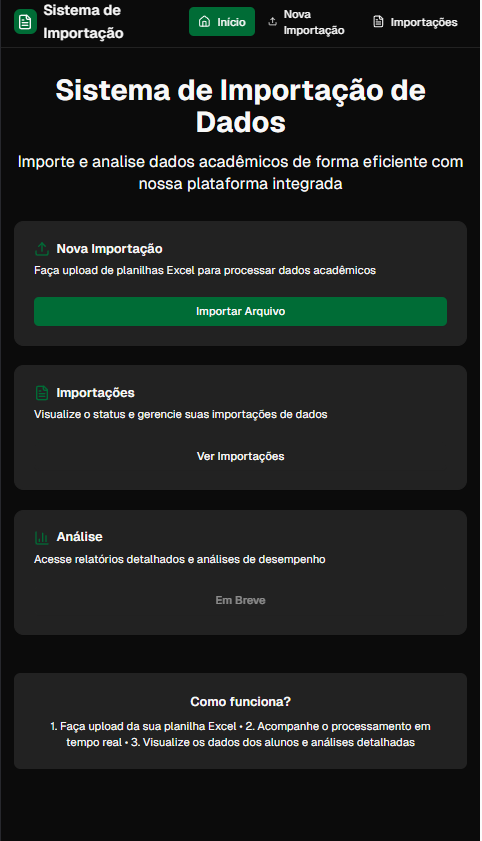 Sistema de
Importação
Início
Nova
Importação
Importações
Sistema de Importação de
Dados
Importe e analise dados acadêmicos de forma eficiente com
nossa plataforma integrada
Nova Importação
Faça upload de planilhas Excel para processar dados acadêmicos
Importar Arquivo
Importações
Visualize o status e gerencie suas importações de dados
Ver Importações
Análise
Acesse relatórios detalhados e análises de desempenho
Em Breve
Como funciona?
1. Faça upload da sua planilha Excel • 2. Acompanhe o processamento em
tempo real • 3. Visualize os dados dos alunos e análises detalhadas